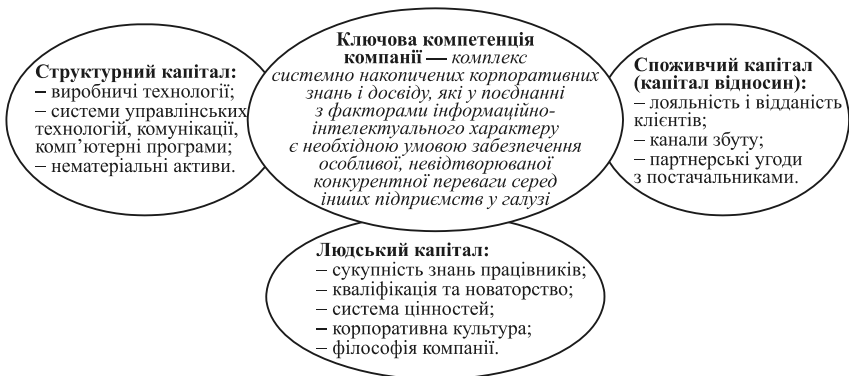 Структурний капітал:
– виробничі технології;
– системи управлінських
технологій, комунікації,
комп’ютерні програми;
– нематеріальні активи.
Ключова компетенція
компанії — комплекс
системно накопичених корпоративних
знань і досвіду, які у поєднанні
з факторами інформаційно-
інтелектуального характеру
є необхідною умовою забезпечення
особливої, невідтворюваної
конкурентної переваги серед
інших підприємств у галузі
Споживчий капітал
(капітал відносин):
– лояльність і відданість
клієнтів;
– канали збуту;
– партнерські угоди
з постачальниками.
Людський капітал:
– сукупність знань працівників;
– кваліфікація та новаторство;
– система цінностей;
– корпоративна культура;
– філософія компанії.